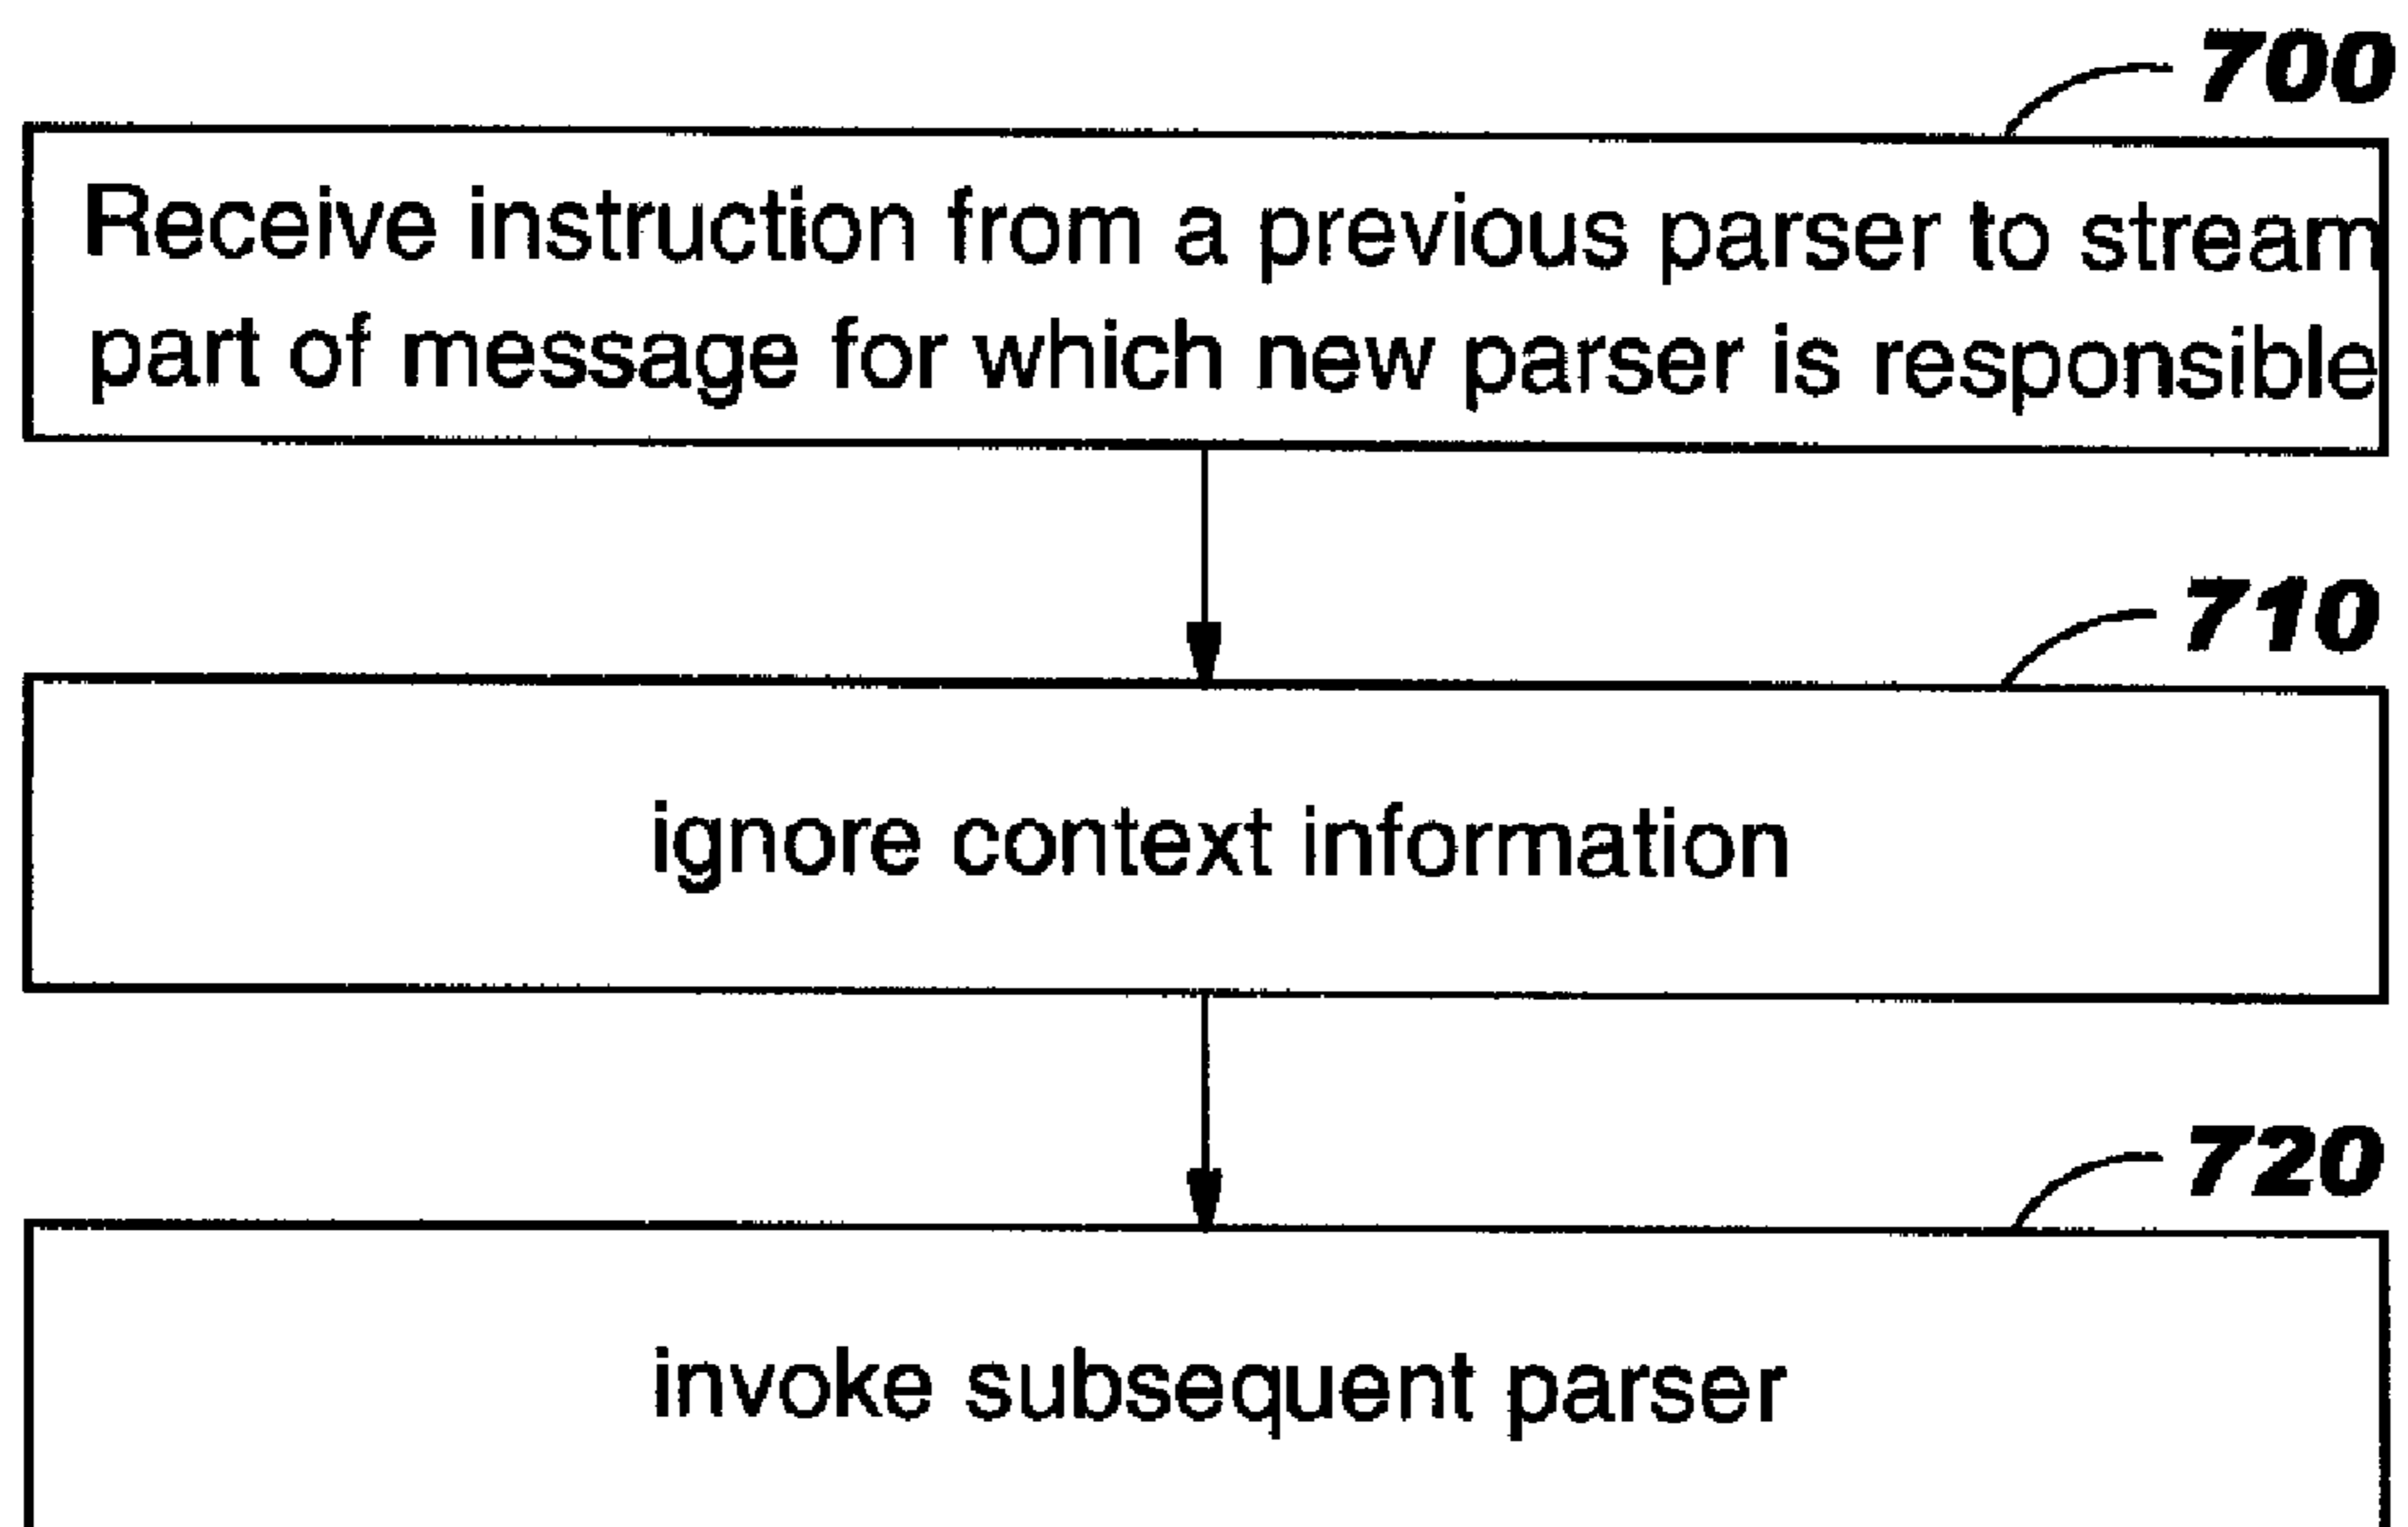 700
Receive instruction from a previous parser to stream
part of message for which new parser is responsible
710
ignore context information
720
invoke subsequent parser